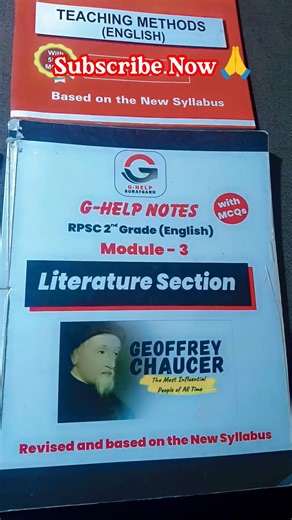 TEACHING METHODS
(ENGLISH)
With
Subscribe Now🙏
Based on the New Syllabus
G-HELP
SURATGARH
G-HELP NOTES
with
MCQs
RPSC 2nd Grade (English)
Module - 3
Literature Section
GEOFFREY
CHAUCER
The Most Influential
People of All Time
Revised and based on the New Syllabus